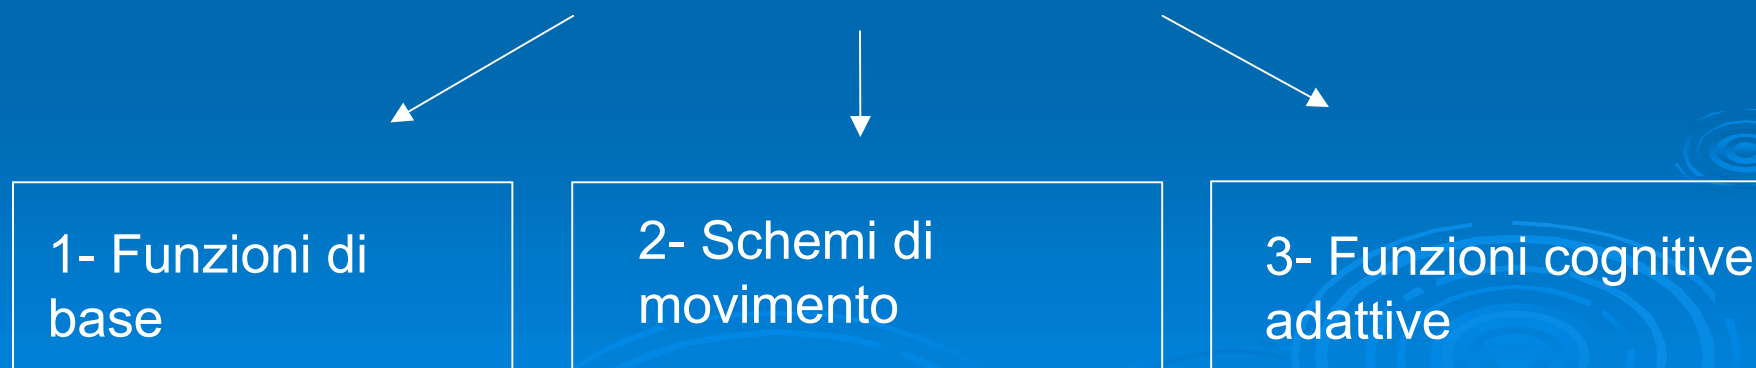 1- Funzioni di
base
2- Schemi di
movimento
3- Funzioni cognitive
adattive